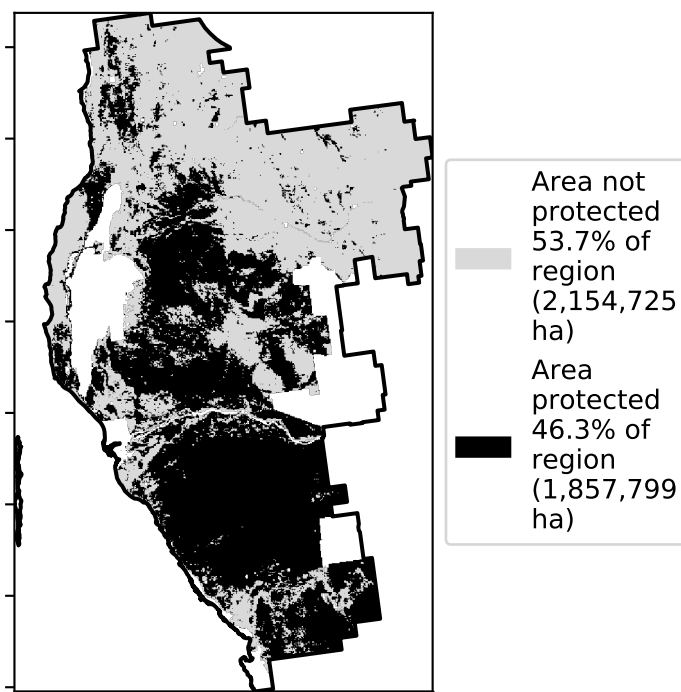 Area not
protected
53.7% of
region
(2,154,725
ha)
Area
protected
46.3% of
region
(1,857,799
ha)